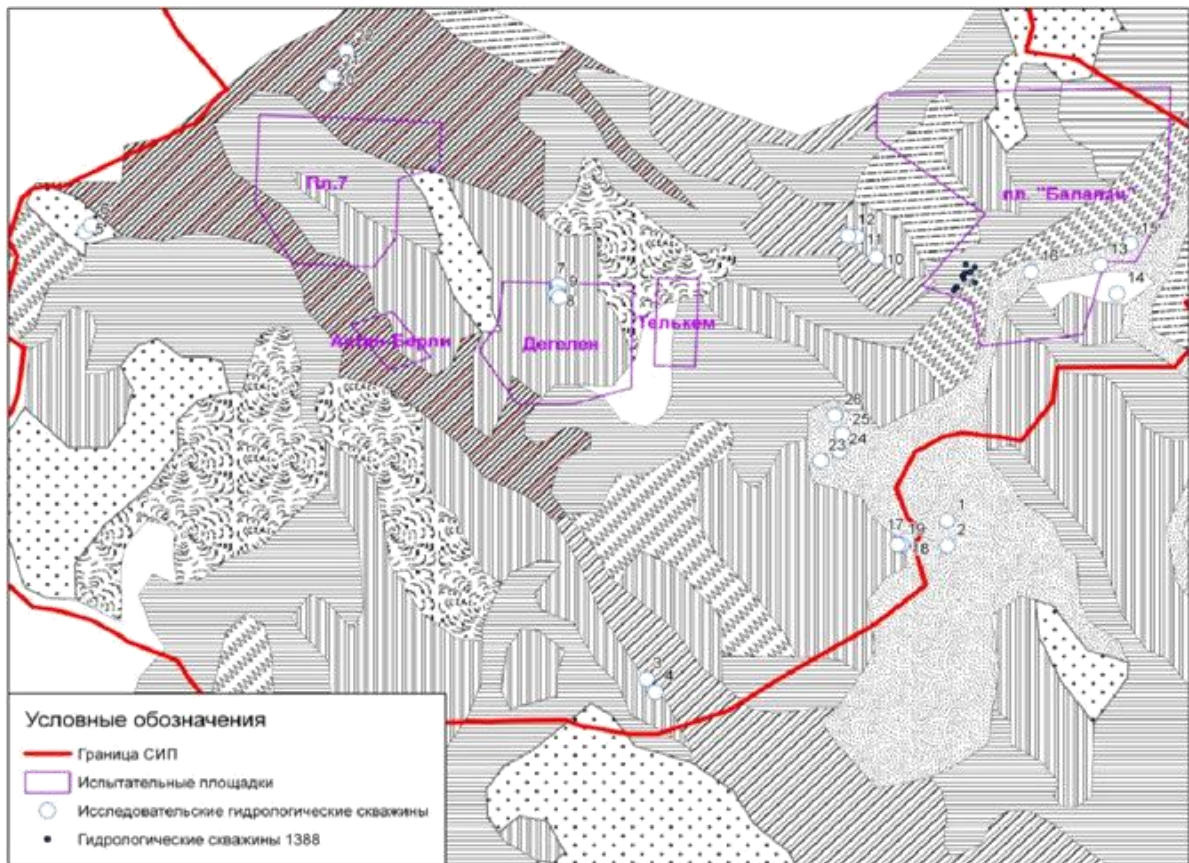 Пл.7
пл. "Балапан"
12
11
10
15
13
16
14
5
7
9
8
Телькем
Дегелен
26
25
24
23
1
17
19
2
18
3
4
Условные обозначения
Граница СИП
Испытательные площадки
Исследовательские гидрологические скважины
Гидрологические скважины 1388